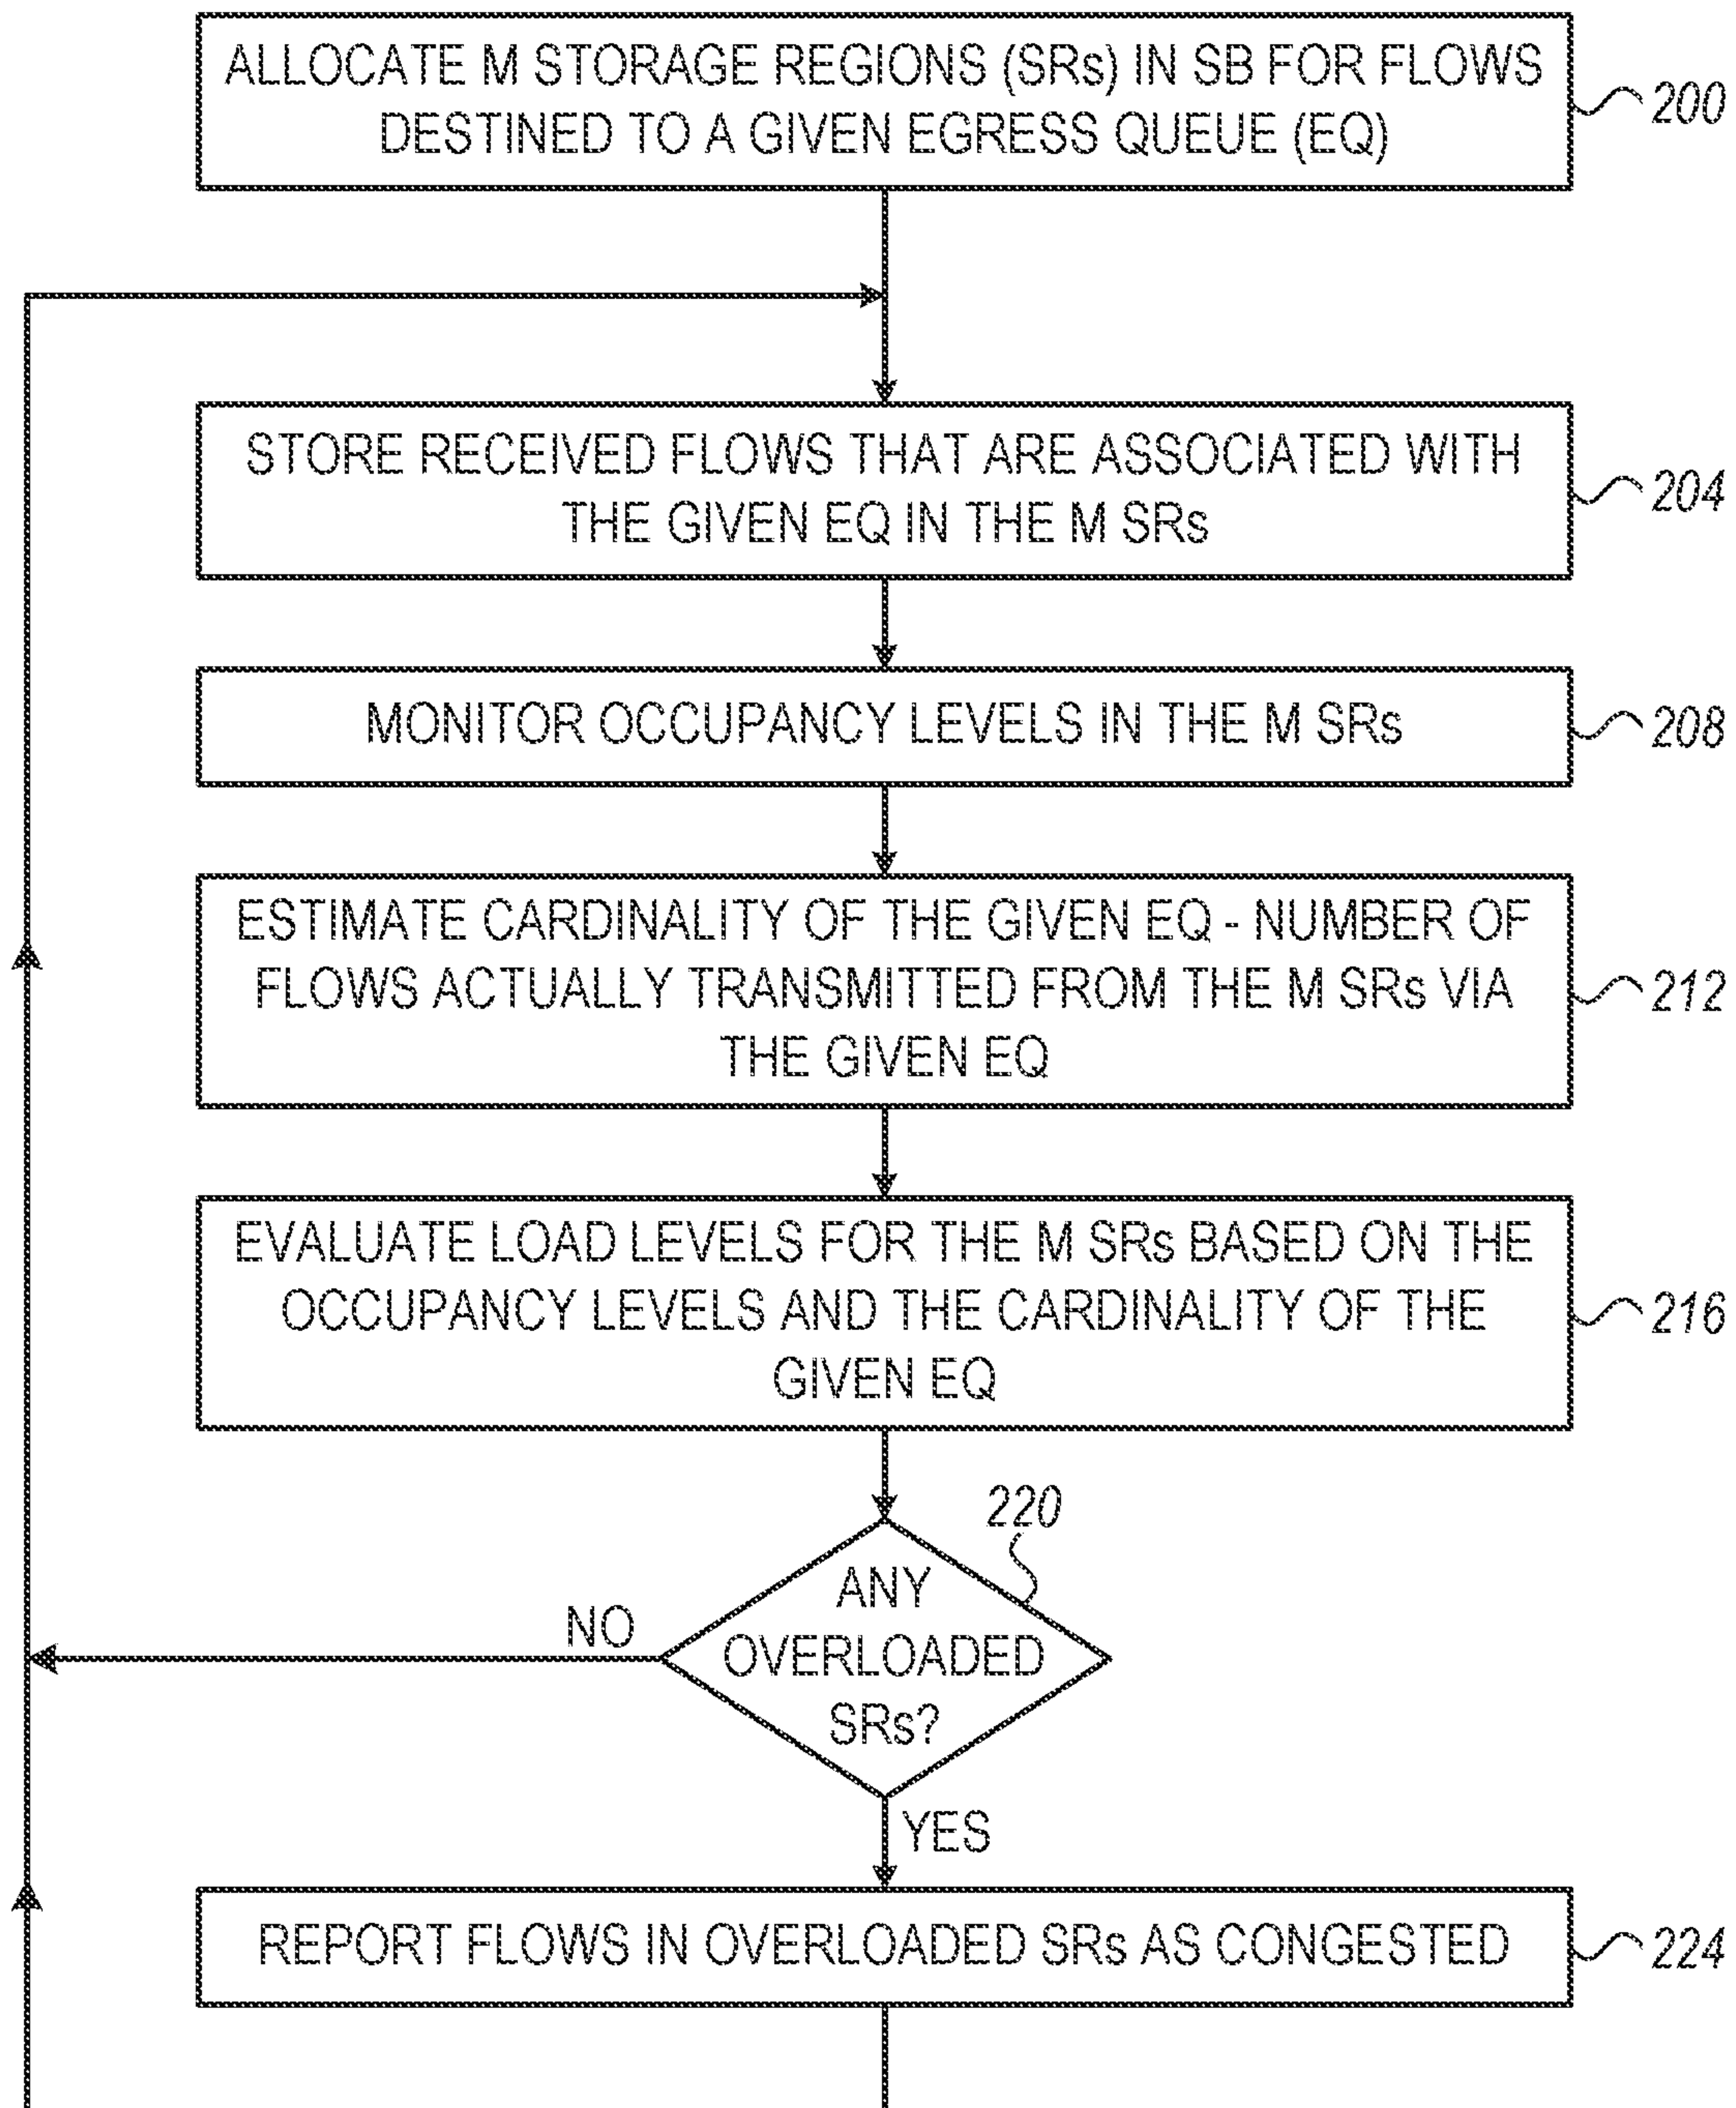 ALLOCATE M STORAGE REGIONS (SRs) IN SB FOR FLOWS
DESTINED TO A GIVEN EGRESS QUEUE (EQ)
200
STORE RECEIVED FLOWS THAT ARE ASSOCIATED WITH
THE GIVEN EQ IN THE M SRs
204
MONITOR OCCUPANCY LEVELS IN THE M SRs
208
ESTIMATE CARDINALITY OF THE GIVEN EQ - NUMBER OF
FLOWS ACTUALLY TRANSMITTED FROM THE M SRs VIA
THE GIVEN EQ
212
EVALUATE LOAD LEVELS FOR THE M SRs BASED ON THE
OCCUPANCY LEVELS AND THE CARDINALITY OF THE
GIVEN EQ
216
220
ANY
OVERLOADED
SRs?
NO
YES
REPORT FLOWS IN OVERLOADED SRs AS CONGESTED
224